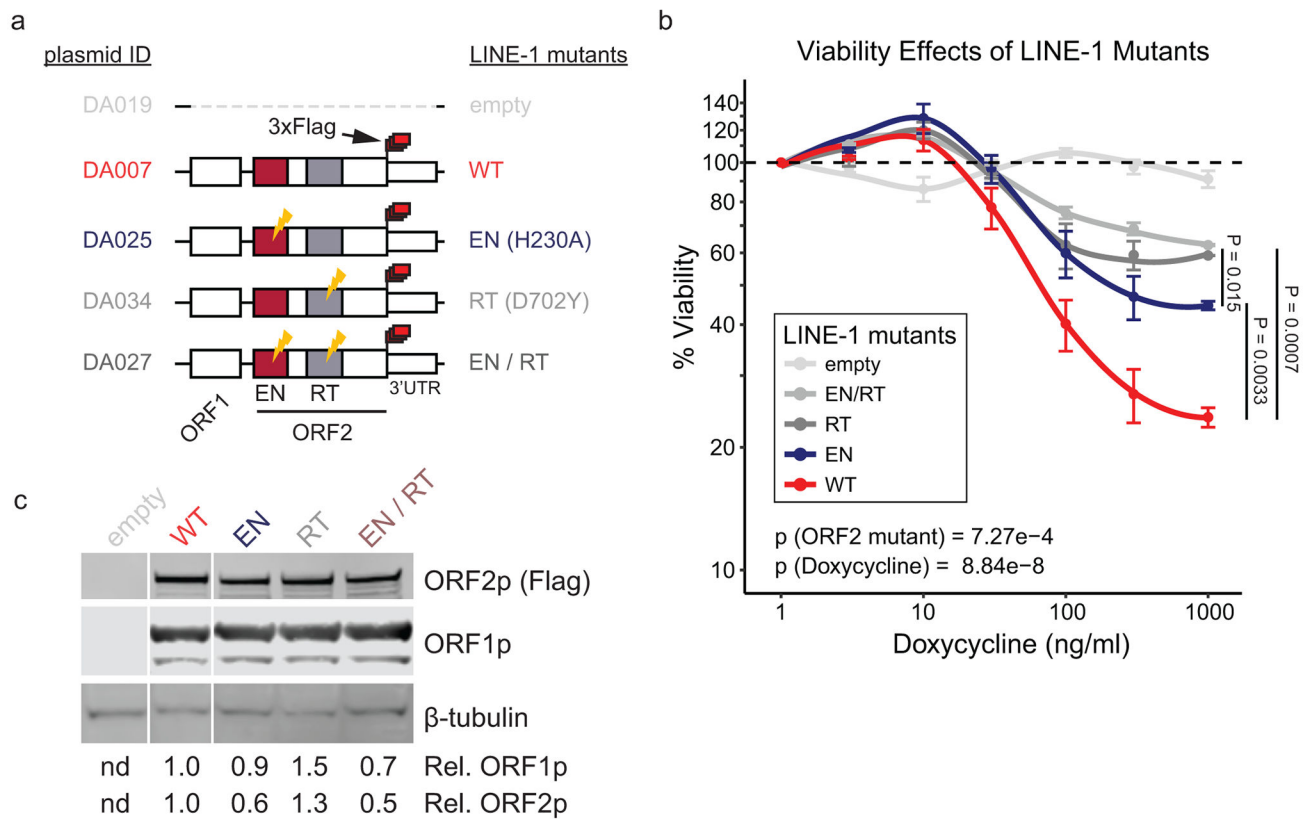 a
plasmid ID
LINE-1 mutants
DA019
empty
3xFlag
DA007
WT
DA025
EN (H230A)
DA034
RT (D702Y)
DA027
EN / RT
ORF1
EN
RT
3'UTR
ORF2
b
Viability Effects of LINE-1 Mutants
% Viability
140
120
100
80
60
40
20
10
LINE-1 mutants
empty
EN/RT
RT
EN
WT
P = 0.015
P = 0.0033
P = 0.0007
p (ORF2 mutant) = 7.27e−4
p (Doxycycline) = 8.84e−8
1
10
100
1000
Doxycycline (ng/ml)
c
empty
WT
EN
RT
EN / RT
ORF2p (Flag)
ORF1p
β-tubulin
nd 1.0 0.9 1.5 0.7 Rel. ORF1p
nd 1.0 0.6 1.3 0.5 Rel. ORF2p